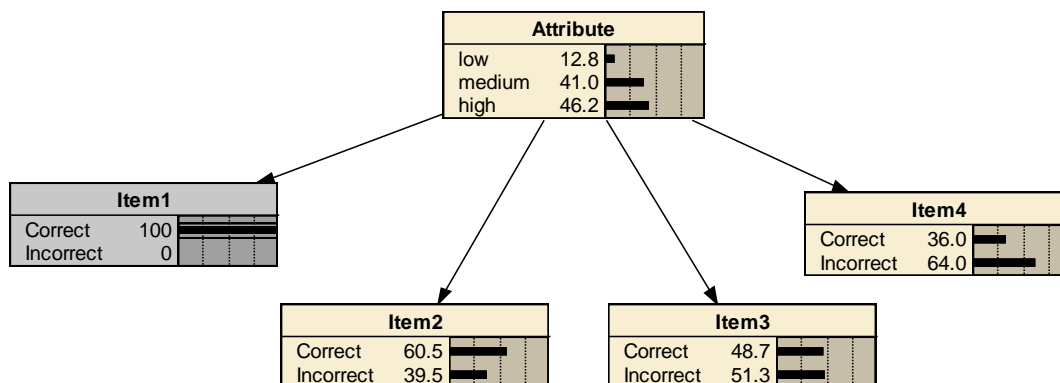 Attribute
low 12.8
medium 41.0
high 46.2
Item1
Correct 100
Incorrect 0
Item4
Correct 36.0
Incorrect 64.0
Item2
Correct 60.5
Incorrect 39.5
Item3
Correct 48.7
Incorrect 51.3